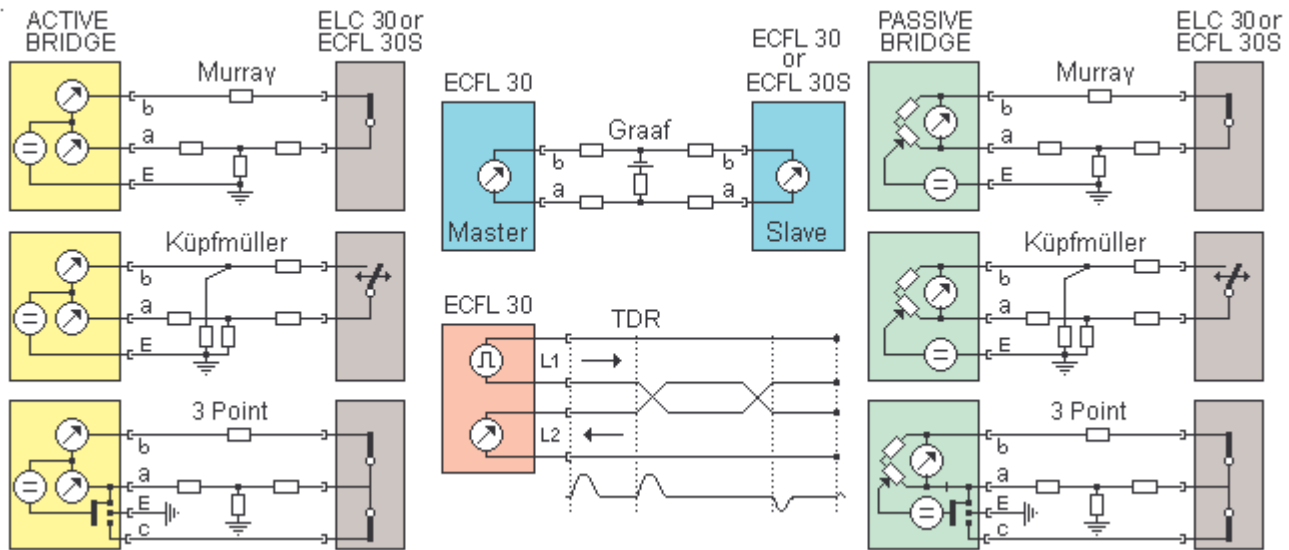 ACTIVE
BRIDGE
ELC 30 or
ECFL 30S
Murray
b
a
E
Küpfmüller
b
a
E
3 Point
b
a
E
c
ECFL 30
ECFL 30
or
ECFL 30S
Graaf
b
a
b
a
Master
Slave
ECFL 30
TDR
L1
L2
PASSIVE
BRIDGE
ELC 30 or
ECFL 30S
Murray
b
a
E
Küpfmüller
b
a
E
3 Point
b
a
E
c